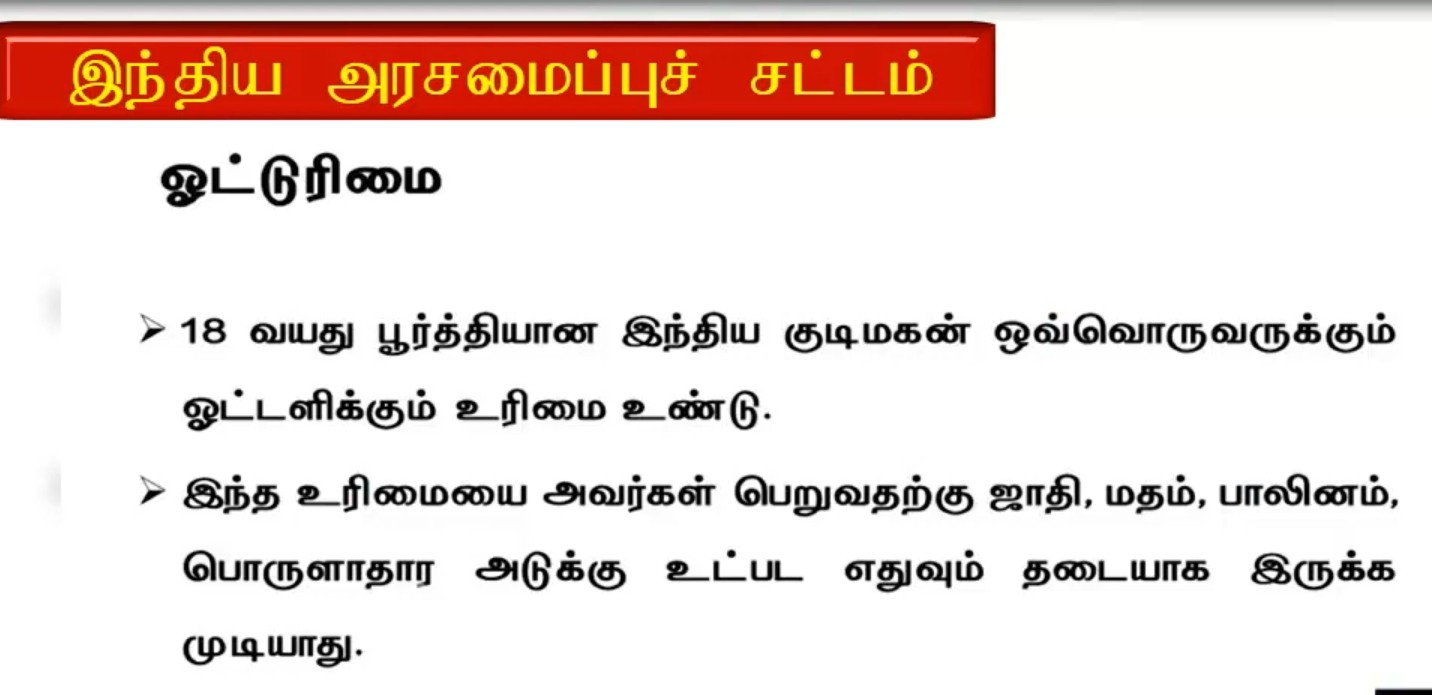 இந்திய அரசமைப்புச் சட்டம்
ஓட்டுரிமை
➢ 18 வயது பூர்த்தியான இந்திய குடிமகன் ஒவ்வொருவருக்கும்
ஓட்டளிக்கும் உரிமை உண்டு.
➢ இந்த உரிமையை அவர்கள் பெறுவதற்கு ஜாதி, மதம், பாலினம்,
பொருளாதார அடுக்கு உட்பட எதுவும் தடையாக இருக்க
முடியாது.